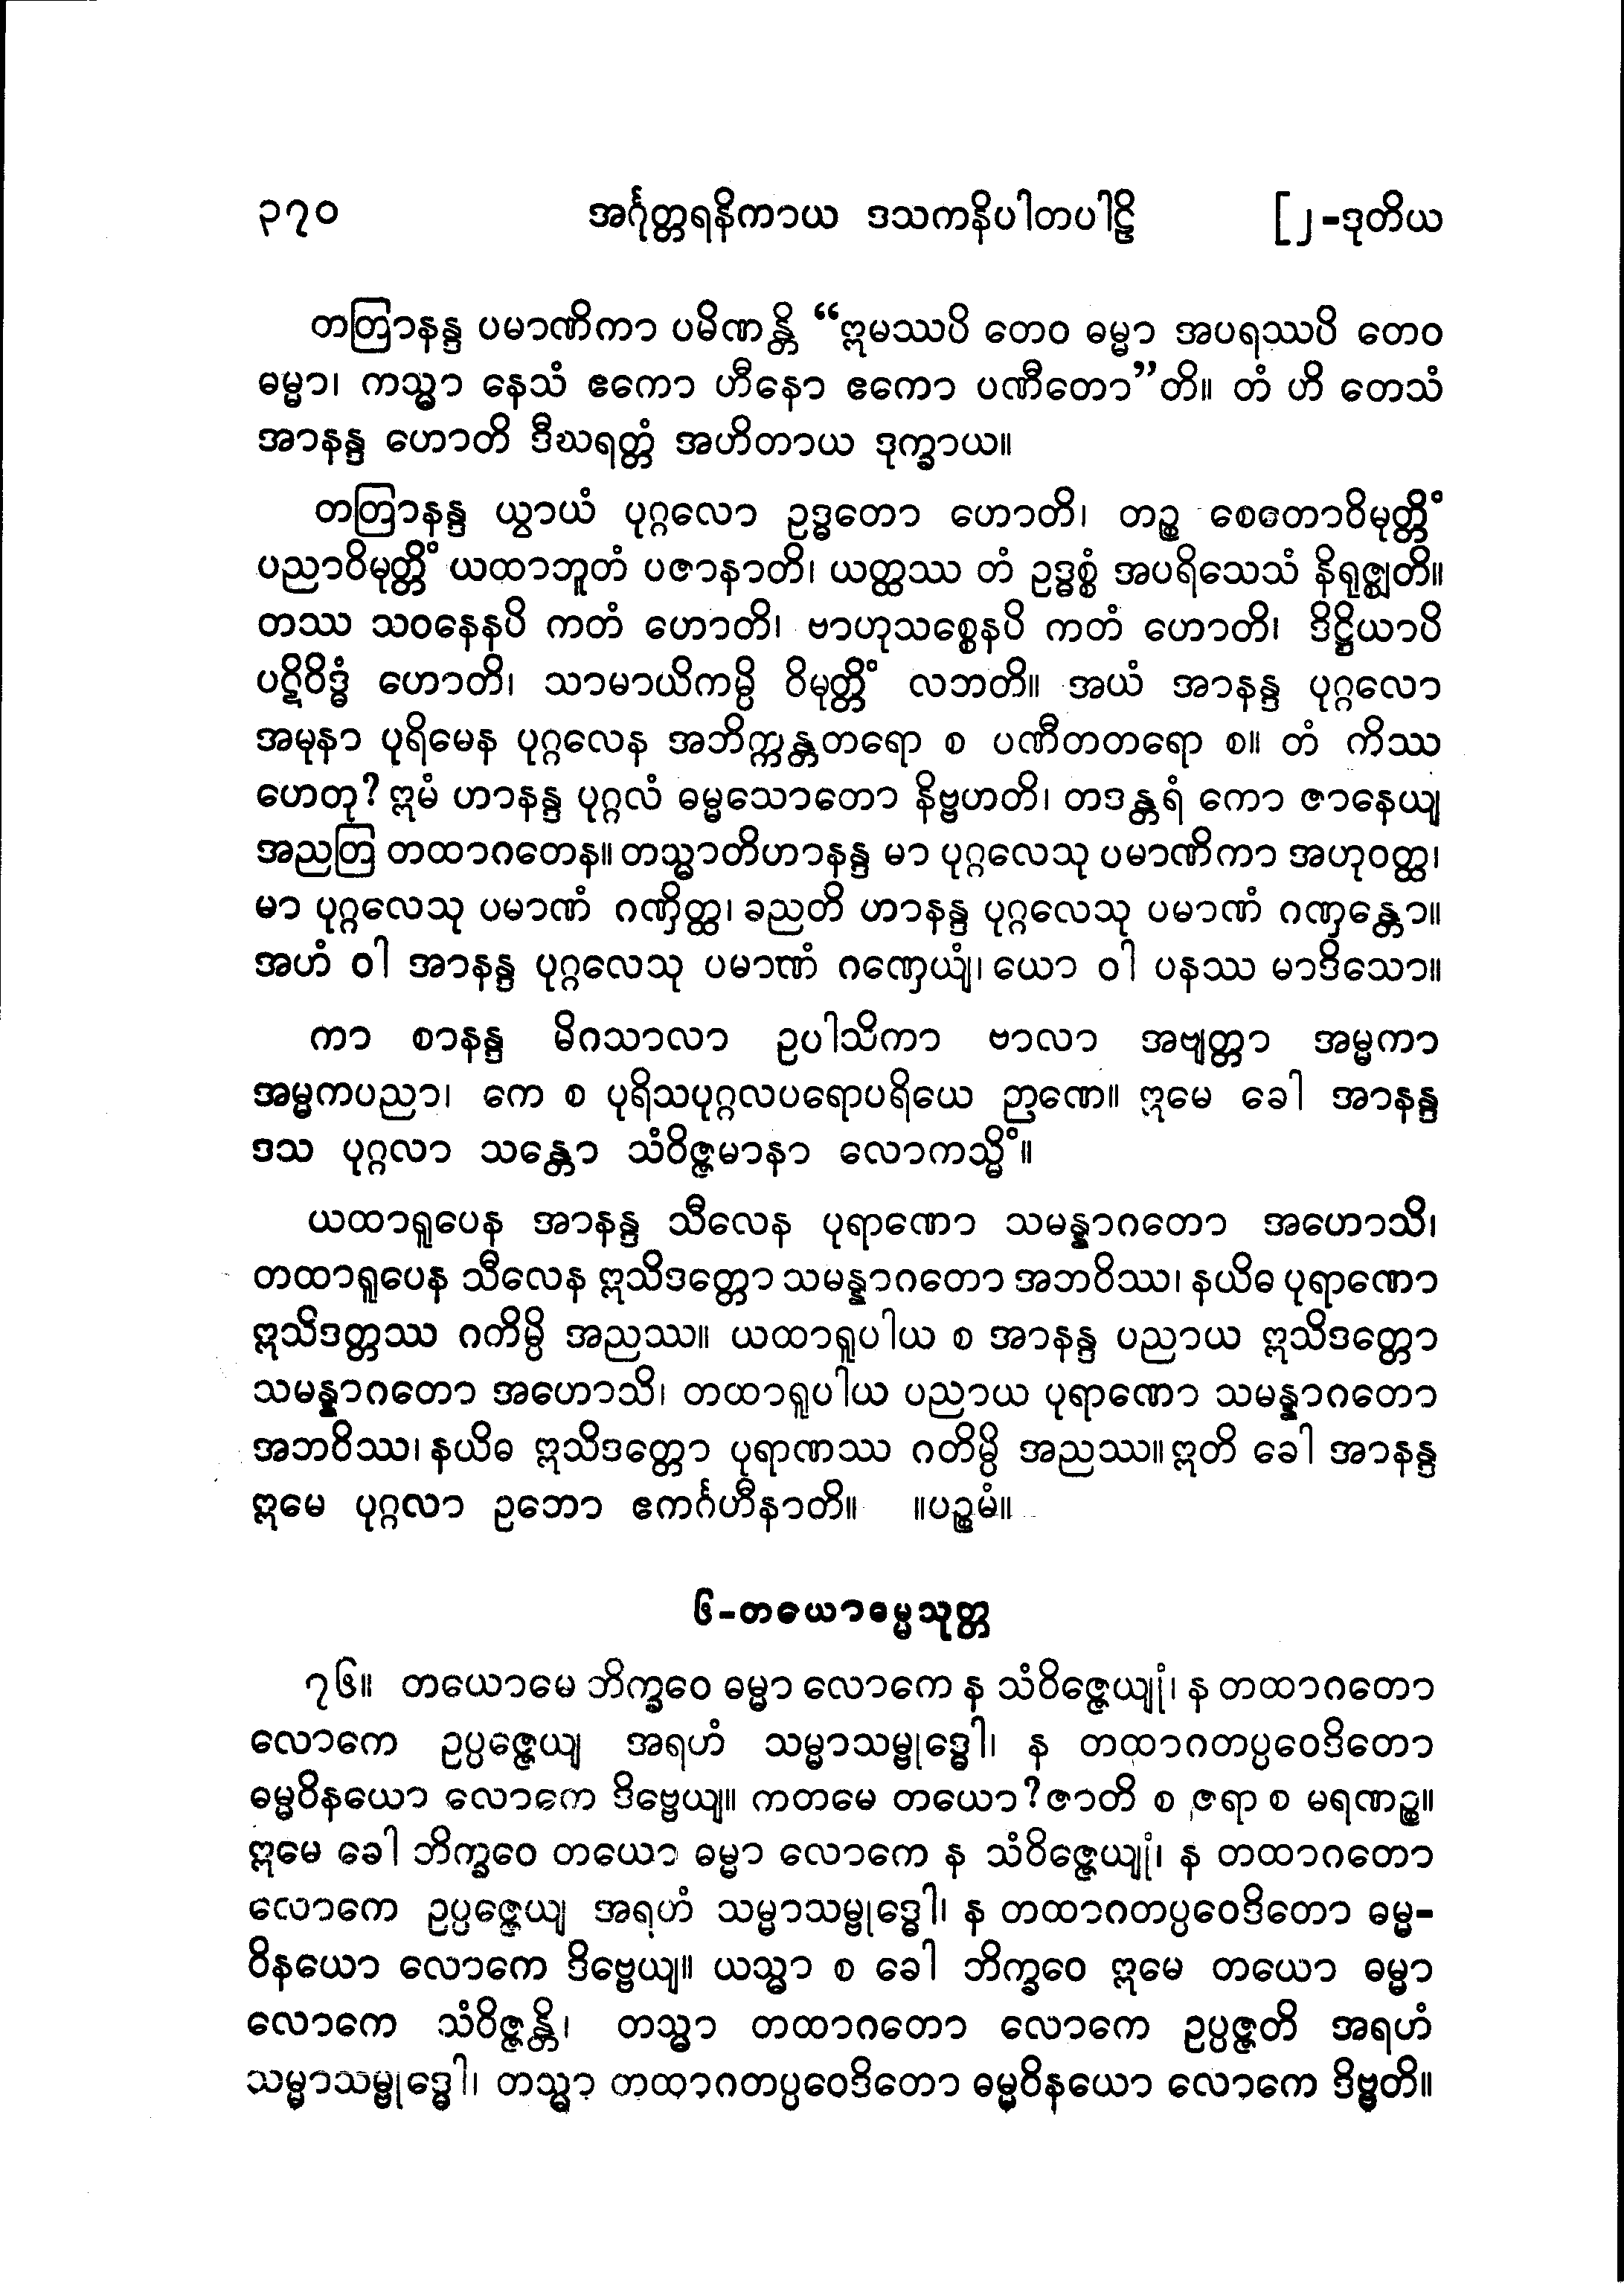 ၃၇၀ အင်္ဂုတ္တရနိကာယ ဒသကနိပါတပါဠိ [၂-ဒုတိယ
တတြာနန္ဒ ပမာဏိကာ ပမိဏန္တိ “ဣမဿပိ တေဝ ဓမ္မာ အပရဿပိ တေဝ
ဓမ္မာ၊ ကသ္မာ နေသံ ဧကော ဟီနော ဧကော ပဏီတော”တိ။ တံ ဟိ တေသံ
အာနန္ဒ ဟောတိ ဒီဃရတ္တံ အဟိတာယ ဒုက္ခာယ။
တတြာနန္ဒ ယွာယံ ပုဂ္ဂလော ဥဒ္ဓတော ဟောတိ၊ တဉ္စ စေတောဝိမုတ္တိံ
ပညာဝိမုတ္တိံ ယထာဘူတံ ပဇာနာတိ၊ ယတ္ထဿ တံ ဥဒ္ဓစ္စံ အပရိသေသံ နိရုဇ္ဈတိ။
တဿ သဝနေနပိ ကတံ ဟောတိ၊ ဗာဟုသစ္စေနပိ ကတံ ဟောတိ၊ ဒိဋ္ဌိယာပိ
ပဋိဝိဒ္ဓံ ဟောတိ၊ သာမာယိကမ္ပိ ဝိမုတ္တိံ လဘတိ။ အယံ အာနန္ဒ ပုဂ္ဂလော
အမုနာ ပုရိမေန ပုဂ္ဂလေန အဘိက္ကန္တတရော စ ပဏီတတရော စ။ တံ ကိဿ
ဟေတု? ဣမံ ဟာနန္ဒ ပုဂ္ဂလံ ဓမ္မသောတော နိဗ္ဗဟတိ၊ တဒန္တရံ ကော ဇာနေယျ
အညတြ တထာဂတေန။ တသ္မာတိဟာနန္ဒ မာ ပုဂ္ဂလေသု ပမာဏိကာ အဟုဝတ္ထ၊
မာ ပုဂ္ဂလေသု ပမာဏံ ဂဏှိတ္ထ၊ ခညတိ ဟာနန္ဒ ပုဂ္ဂလေသု ပမာဏံ ဂဏှန္တော။
အဟံ ဝါ အာနန္ဒ ပုဂ္ဂလေသု ပမာဏံ ဂဏှေယျံ၊ ယော ဝါ ပနဿ မာဒိသော။
ကာ စာနန္ဒ မိဂသာလာ ဥပါသိကာ ဗာလာ အဗျတ္တာ အမ္မကာ
အမ္မကပညာ၊ ကေ စ ပုရိသပုဂ္ဂလပရောပရိယေ ဉာဏေ။ ဣမေ ခေါ အာနန္ဒ
ဒသ ပုဂ္ဂလာ သန္တော သံဝိဇ္ဇမာနာ လောကသ္မိံ။
ယထာရူပေန အာနန္ဒ သီလေန ပုရာဏော သမန္နာဂတော အဟောသိ၊
တထာရူပေန သီလေန ဣသိဒတ္တော သမန္နာဂတော အဘဝိဿ၊ နယိဓ ပုရာဏော
ဣသိဒတ္တဿ ဂကိမ္ပိ အညဿ။ ယထာရူပါယ စ အာနန္ဒ ပညာယ ဣသိဒတ္တော
သမန္နာဂတော အဟောသိ၊ တထာရူပါယ ပညာယ ပုရာဏော သမန္နာဂတော
အဘဝိဿ၊ နယိဓ ဣသိဒတ္တော ပုရာဏဿ ဂတိမ္ပိ အညဿ။ ဣတိ ခေါ အာနန္ဒ
ဣမေ ပုဂ္ဂလာ ဥဘော ဧကင်္ဂဟီနာတိ။ ။ပဉ္စမံ။
၆-တယောဓမ္မသုတ္တ
၇၆။ တယောမေ ဘိက္ခဝေ ဓမ္မာ လောကေ န သံဝိဇ္ဇေယျုံ၊ န တထာဂတော
လောကေ ဥပ္ပဇ္ဇေယျ အရဟံ သမ္မာသမ္ဗုဒ္ဓေါ၊ န တထာဂတပ္ပဝေဒိတော
ဓမ္မဝိနယော လောကေ ဒိဗ္ဗေယျ။ ကတမေ တယော? ဇာတိ စ ဇရာ စ မရဏဉ္စ။
ဣမေ ခေါ ဘိက္ခဝေ တယော ဓမ္မာ လောကေ န သံဝိဇ္ဇေယျုံ၊ န တထာဂတော
လောကေ ဥပ္ပဇ္ဇေယျ အရဟံ သမ္မာသမ္ဗုဒ္ဓေါ၊ န တထာဂတပ္ပဝေဒိတော ဓမ္မ-
ဝိနယော လောကေ ဒိဗ္ဗေယျ။ ယသ္မာ စ ခေါ ဘိက္ခဝေ ဣမေ တယော ဓမ္မာ
လောကေ သံဝိဇ္ဇန္တိ၊ တသ္မာ တထာဂတော လောကေ ဥပ္ပဇ္ဇတိ အရဟံ
သမ္မာသမ္ဗုဒ္ဓေါ၊ တသ္မာ တထာဂတပ္ပဝေဒိတော ဓမ္မဝိနယော လောကေ ဒိဗ္ဗတိ။